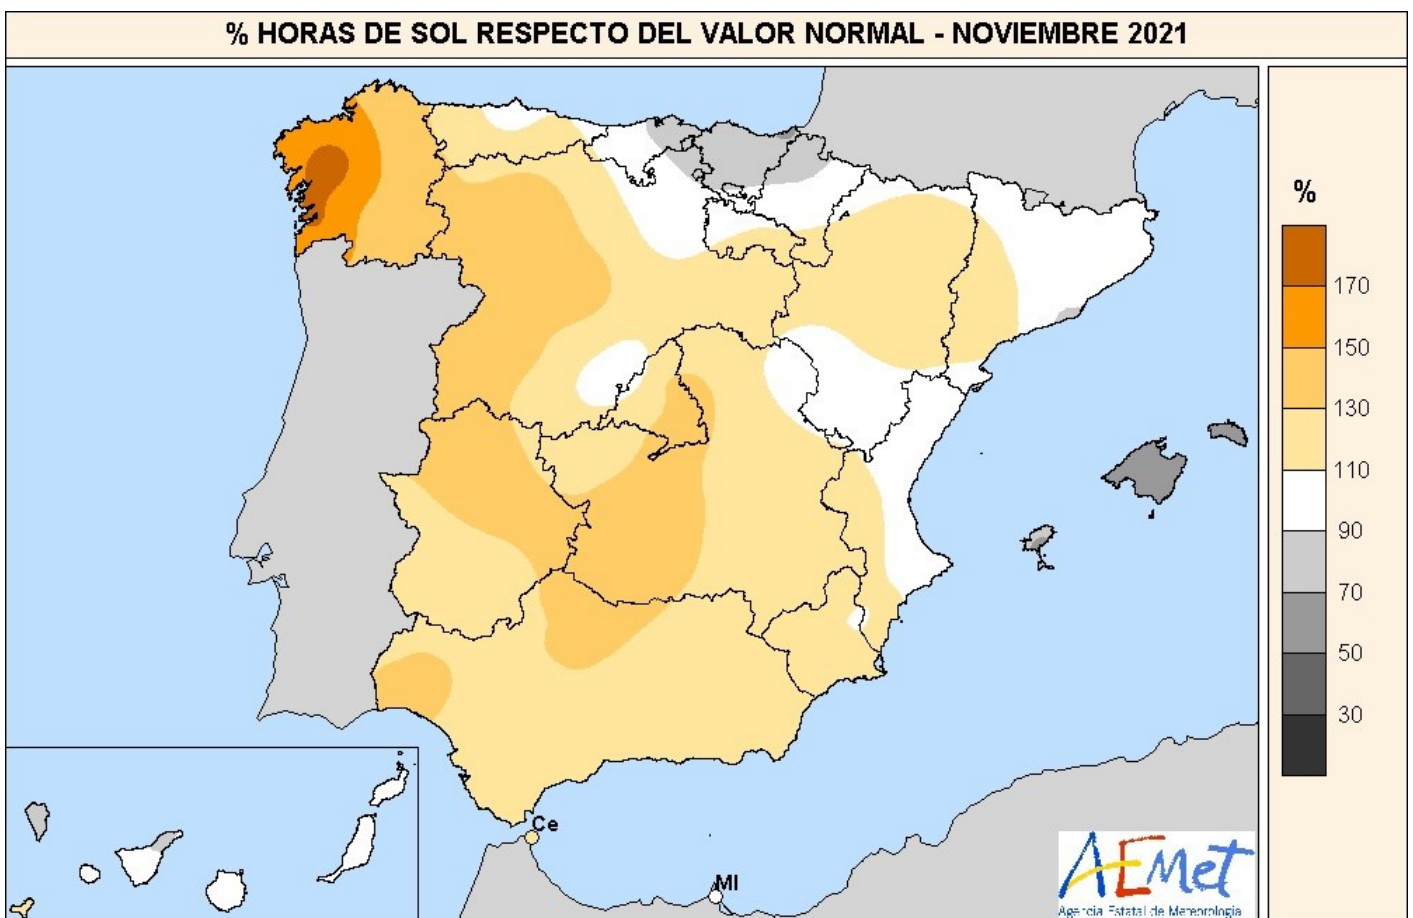 % HORAS DE SOL RESPECTO DEL VALOR NORMAL - NOVIEMBRE 2021
%
170
150
130
110
90
70
50
30
Ce
Ml
AEMet
Agencia Estatal de Meteorología